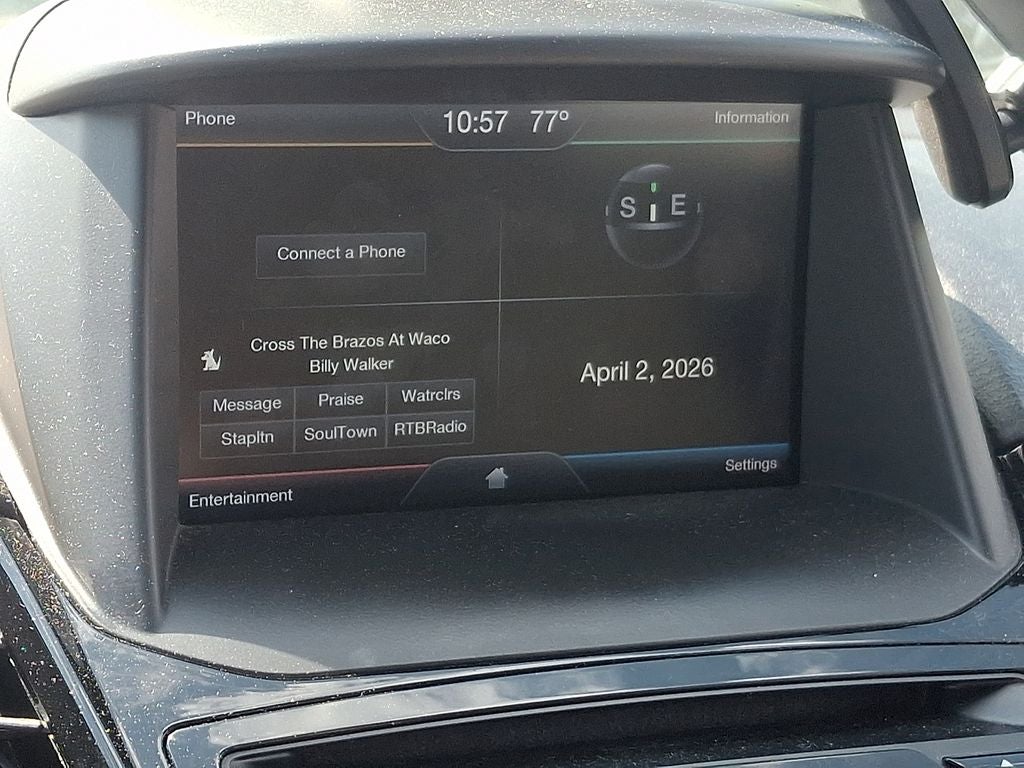 Phone
10:57 77°
Information
S E
Connect a Phone
Cross The Brazos At Waco
Billy Walker
Message Praise Watrclrs
Stapltn SoulTown RTBRadio
April 2, 2026
Entertainment
Settings